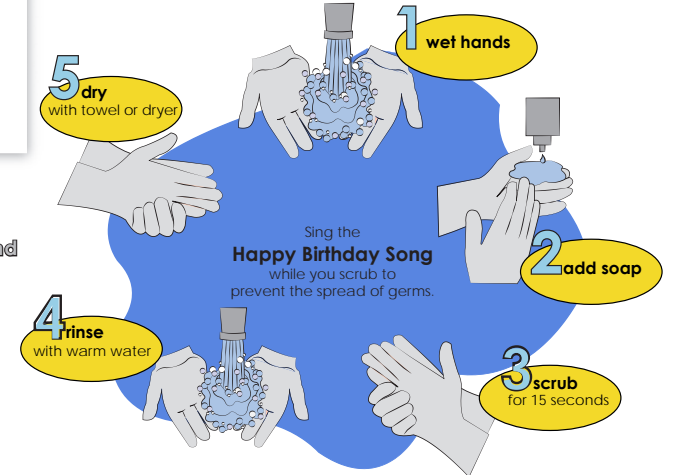 1
wet hands
2
add soap
3
scrub
for 15 seconds
4
rinse
with warm water
5
dry
with towel or dryer
Sing the
Happy Birthday Song
while you scrub to
prevent the spread of germs.